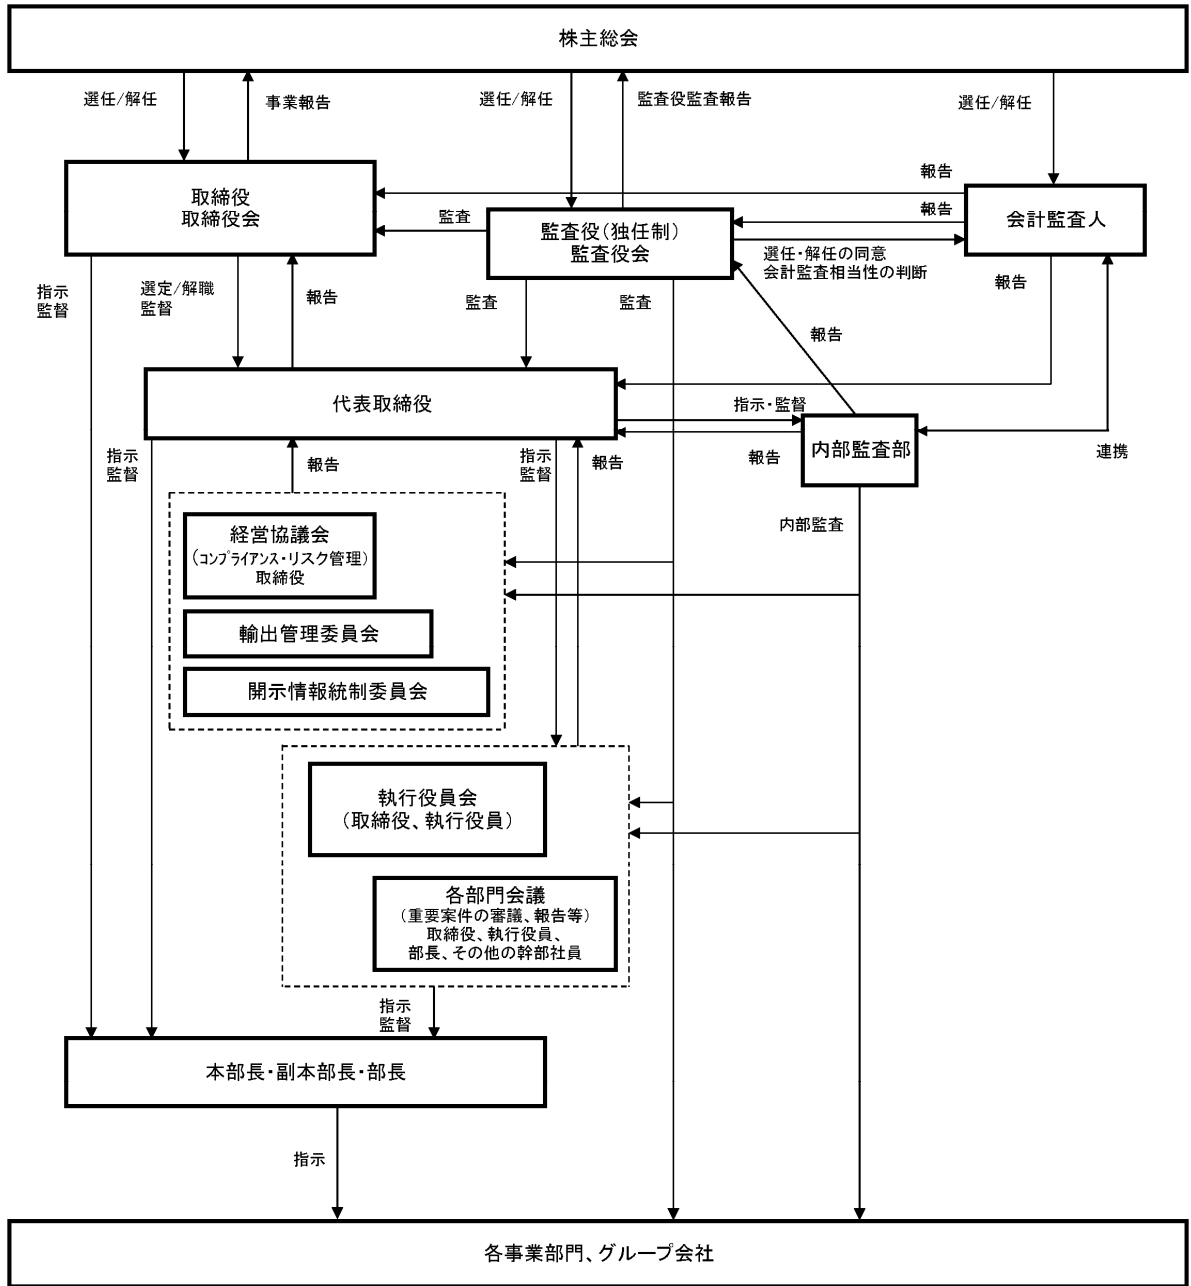 株主総会
選任/解任
事業報告
選任/解任
監査役監査報告
選任/解任
取締役
取締役会
監査
監査役(独任制)
監査役会
報告
報告
会計監査人
選任・解任の同意
会計監査相当性の判断
指示
監督
選定/解職
監督
報告
監査
監査
報告
報告
代表取締役
指示・監督
報告
内部監査部
連携
指示
監督
報告
指示
監督
報告
内部監査
経営協議会
(コンプライアンス・リスク管理)
取締役
輸出管理委員会
開示情報統制委員会
執行役員会
(取締役、執行役員)
各部門会議
(重要案件の審議、報告等)
取締役、執行役員、
部長、その他の幹部社員
指示
監督
本部長・副本部長・部長
指示
各事業部門、グループ会社